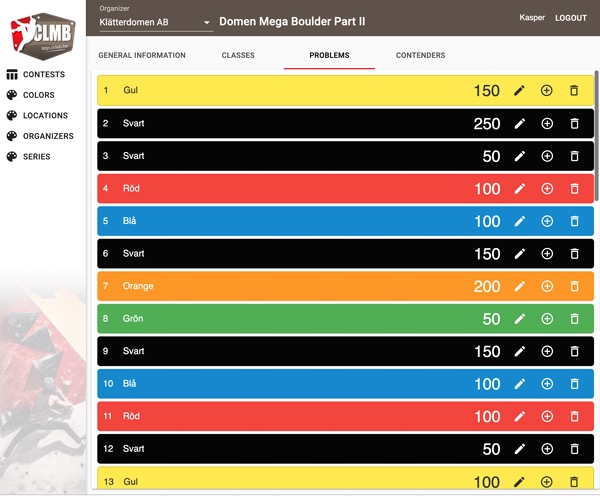 Organizer
Klätterdomen AB
Domen Mega Boulder Part II
Kasper
LOGOUT
CLMB
CONTESTS
COLORS
LOCATIONS
ORGANIZERS
SERIES
GENERAL INFORMATION
CLASSES
PROBLEMS
CONTENDERS
1 Gul 150
2 Svart 250
3 Svart 50
4 Röd 100
5 Blå 100
6 Svart 150
7 Orange 200
8 Grön 50
9 Svart 150
10 Blå 100
11 Röd 100
12 Svart 50
13 Gul 100